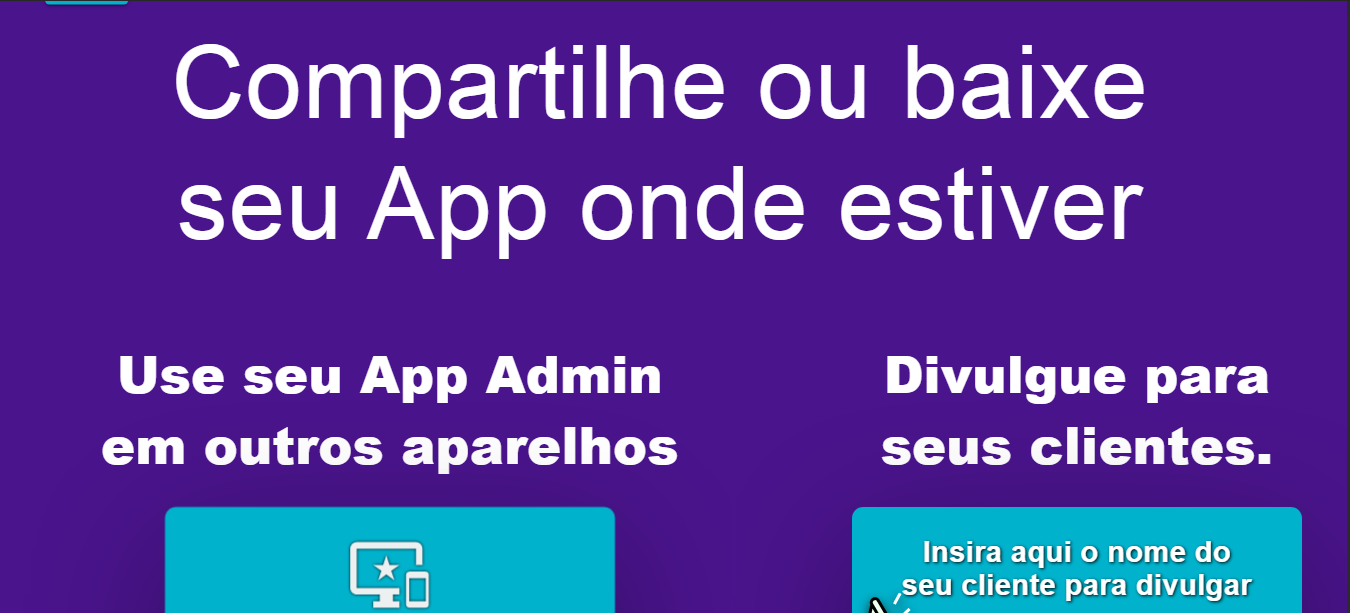 Compartilhe ou baixe
seu App onde estiver
Use seu App Admin
em outros aparelhos
Divulgue para
seus clientes.
Insira aqui o nome do
seu cliente para divulgar